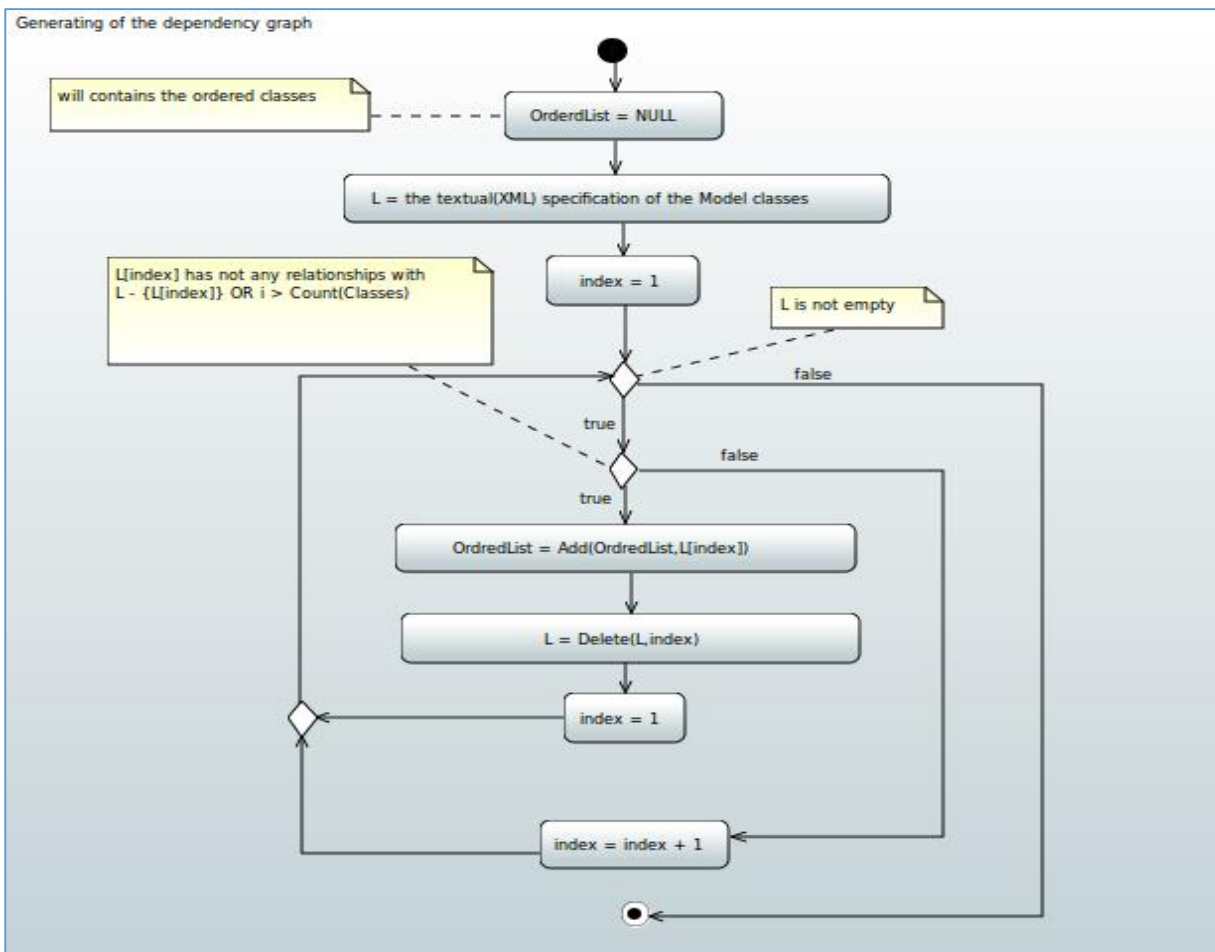 Generating of the dependency graph
will contains the ordered classes
OrderdList = NULL
L = the textual(XML) specification of the Model classes
L[index] has not any relationships with
L - {L[index]} OR i > Count(Classes)
index = 1
L is not empty
false
true
false
true
OrdredList = Add(OrdredList,L[index])
L = Delete(L,index)
index = 1
index = index + 1